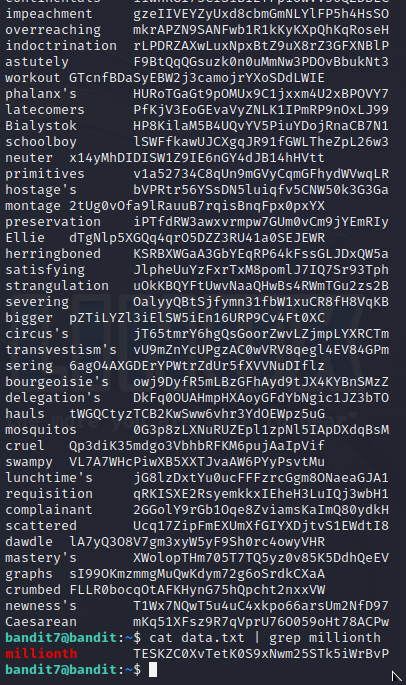 impeachment gzeIIVEYZyUxd8cbmGmNLYlFP5h4HsSO
overreaching mkrAPZN9SANFwb1R1kKyKXpQhKqRoseH
indoctrination rLPDRZAXwLuxNpxBtZ9uX8rZ3GFXNBlP
astutely F9BtqQQGsuzk0n0uMmNw3PDOvBbukNt3
workout GTcnfBDaSyEBW2j3camojrYXoSDdLWIE
phalanx's HURoTGaGt9pOMUx9C1jxxm4U2xBPOVY7
latecomers PfKjV3EoGEvaVyZNLK1IPmRP9nOxLJ99
Bialystok HP8KilaM5B4UQvYV5PiuYDojRnaCB7N1
schoolboy lSWFfkawUJCXgqJR91fGWLTheZpL26w3
neuter x14yMhDIDISW1Z9IE6nGY4dJB14hHVtt
primitives v1a52734C8qUn9mGVyCqmGFhydWVwqLR
hostage's bVPRtr56YSsDN5luiqfv5CNW50k3G3Ga
montage 2tUg0vOfa9lRauuB7rqisBnqFpx0pxYX
preservation iPTfdRW3awxvrmpw7GUm0vCm9jYEmRIy
Ellie dTgNlp5XGQq4qrO5DZZ3RU41a0SEJEWR
herringboned KSRBXWGaA3GbYEqRP64kFssGLJDxQW5a
satisfying JlpheUuYzFxrTxM8pomlJ7IQ7Sr93Tph
strangulation uOkKBQYFtUwvNaaQHwBs4RWmTGu2zs2B
severing OalyyQBtSjfymn31fbW1xuCR8fH8VqKB
bigger pZTiLYZl3iElSW5iEn16URP9Cv4Ft0XC
circus's jT65tmrY6hgQsGoorZwvLZjmpLYXRCTm
transvestism's vU9mZnYcUPgzAC0wVRV8qegl4EV84GPm
sering 6agO4AXGDErYPWtrZdUr5fXVVNuDIflz
bourgeoisie's owj9DyfR5mLBzGFhAyd9tJX4KYBnSMzZ
delegation's DkFq0OUAHmpHXAoyGFdYbNgic1JZ3bTO
hauls tWGQCtyzTCB2KwSww6vhr3YdOEWpz5uG
mosquitos 0G3p8zLXNuRUZEpl1zpNl5IApDXdqBsM
cruel Qp3diK35mdgo3VbhbRFKM6pujAaIpVif
swampy VL7A7WHcPiwXB5XXTJvaAW6PYyPsvtMu
lunchtime's jG8lzDxtYu0ucFFFzrcCgm8ONaeaGJA1
requisition qRKISXE2RsyemkkxIEheH3LuIQj3wbH1
complainant 2GGolY9rGb1Oqe8ZviamsKaImQ80ydkH
scattered Ucq17ZipFmEXUmXfGIYXDjtvS1EWdtI8
dawdle lA7yQ3O8V7gm3xyW5yF9Sh0rc4owyVHR
mastery's XWolopTHm705T7TQ5yz0v85K5DdhQeEV
graphs sI99OKmzmmgMuQwKdym72g6oSrdkCXaA
crumbed FLLR0bocqOtAFKHynG75hQpcht2nxxVW
newness's T1Wx7NQwT5u4uC4xkpo66arsUm2NfD97
Caesarean mKq51XFsz9R7qVprU76O059oHt78ACPw
bandit7@bandit:~$ cat data.txt | grep millionth
millionth TESKZC0XvTetK0S9xNwm25STk5iWrBvP
bandit7@bandit:~$